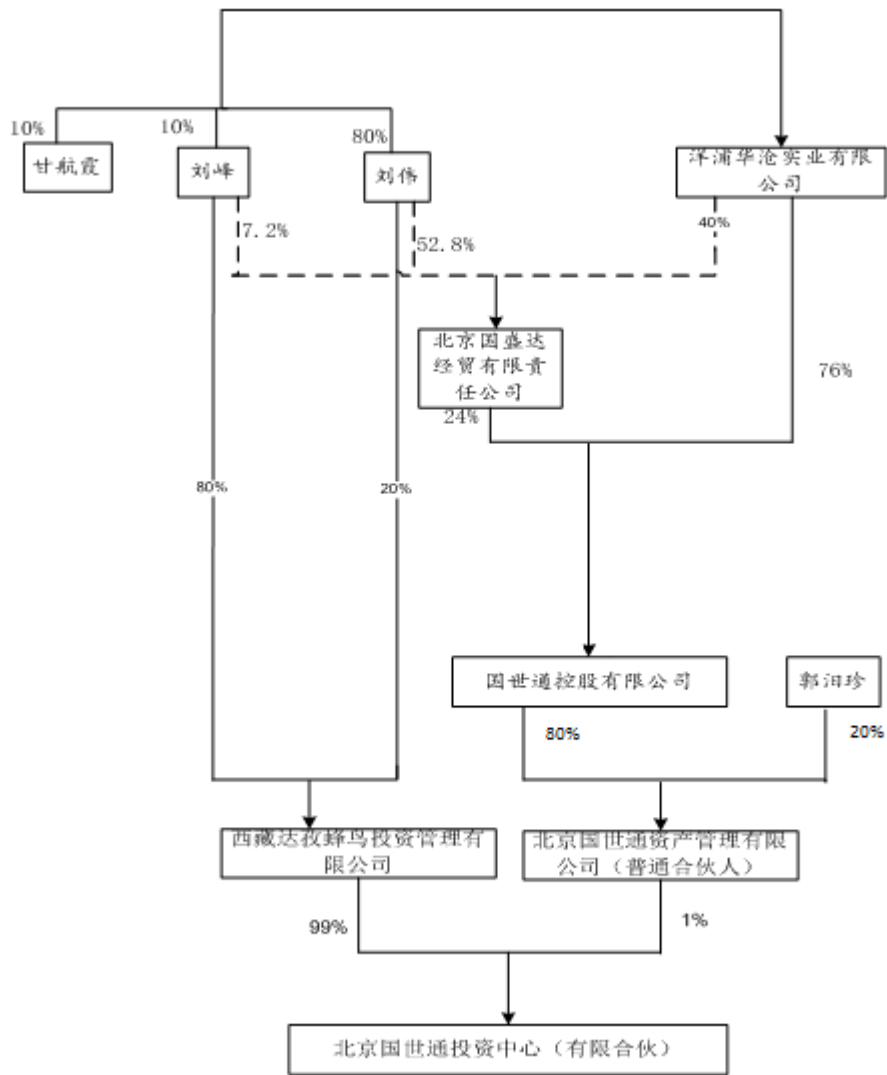 10%
10%
80%
甘航霞
刘峰
刘伟
洋浦华沧实业有限
公司
7.2%
52.8%
40%
北京国盛达
经贸有限责
任公司
76%
24%
80%
20%
国世通控股有限公司
郭汨珍
80%
20%
西藏达孜蜂鸟投资管理有
限公司
北京国世通资产管理有限
公司（普通合伙人）
99%
1%
北京国世通投资中心（有限合伙）